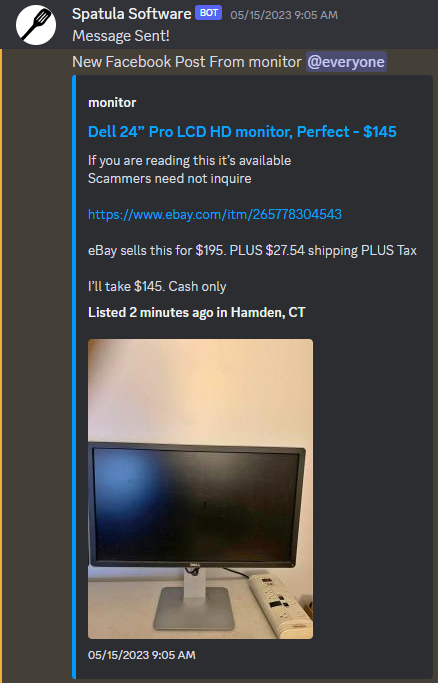 Spatula Software BOT 05/15/2023 9:05 AM
Message Sent!
New Facebook Post From monitor @everyone
monitor
Dell 24” Pro LCD HD monitor, Perfect - $145
If you are reading this it’s available
Scammers need not inquire
https://www.ebay.com/itm/265778304543
eBay sells this for $195. PLUS $27.54 shipping PLUS Tax
I’ll take $145. Cash only
Listed 2 minutes ago in Hamden, CT
DELL
05/15/2023 9:05 AM